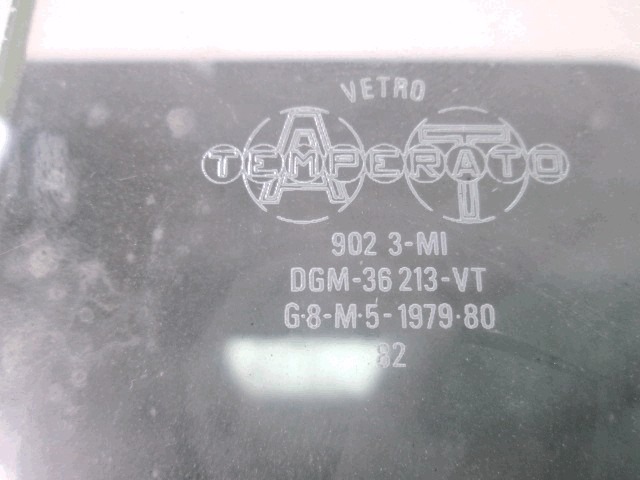 VETRO
TEMPERATO
902 3-MI
DGM-36 213-VT
G·8-M·5-1979·80
82